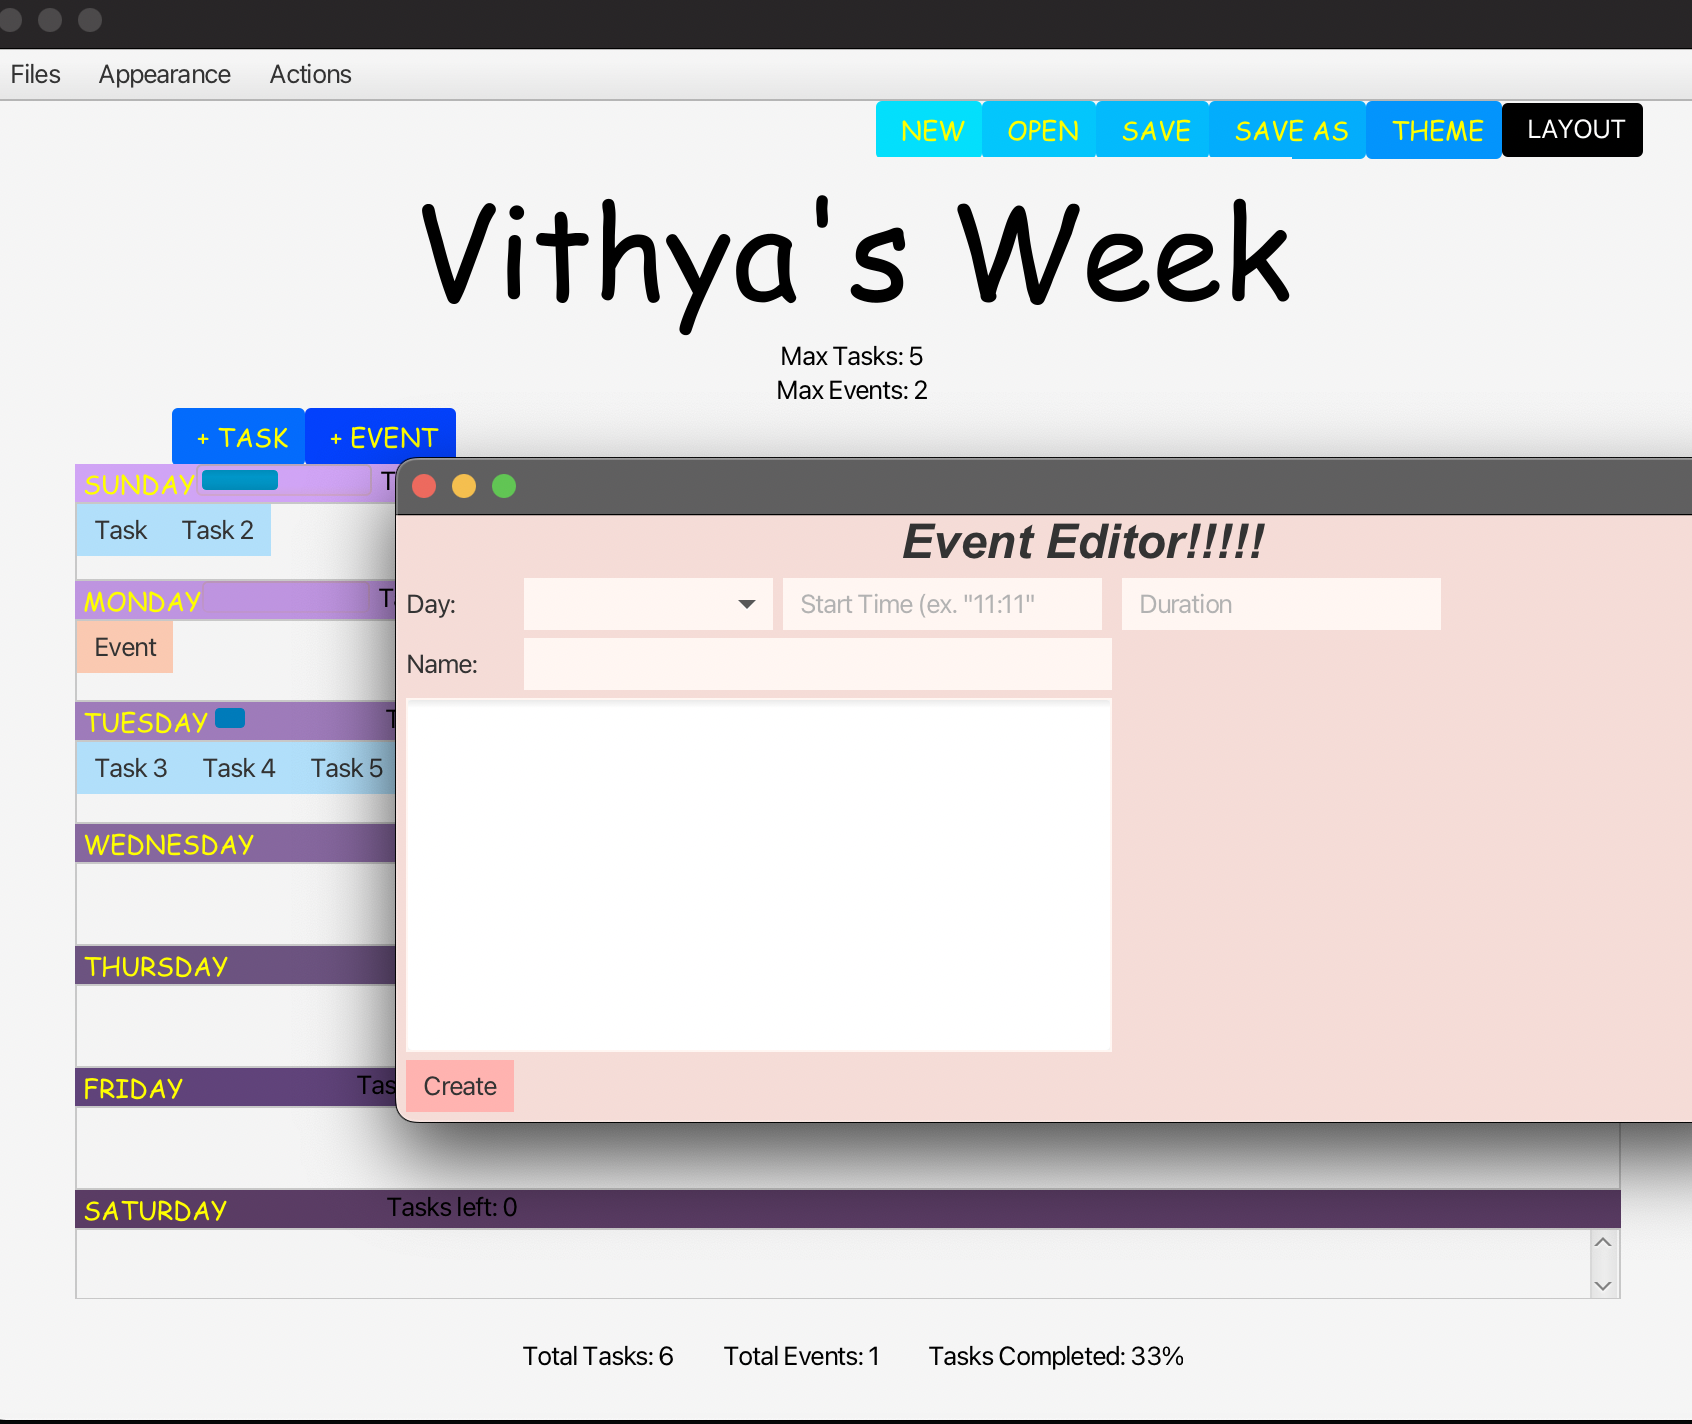 Files Appearance Actions
NEW OPEN SAVE SAVE AS THEME LAYOUT
Vithya's Week
Max Tasks: 5
Max Events: 2
+ TASK + EVENT
SUNDAY
Task Task 2
MONDAY
Event
TUESDAY
Task 3 Task 4 Task 5
WEDNESDAY
THURSDAY
FRIDAY
SATURDAY Tasks left: 0
Event Editor!!!!!
Day: Start Time (ex. "11:11" Duration
Name:
Create
Total Tasks: 6 Total Events: 1 Tasks Completed: 33%